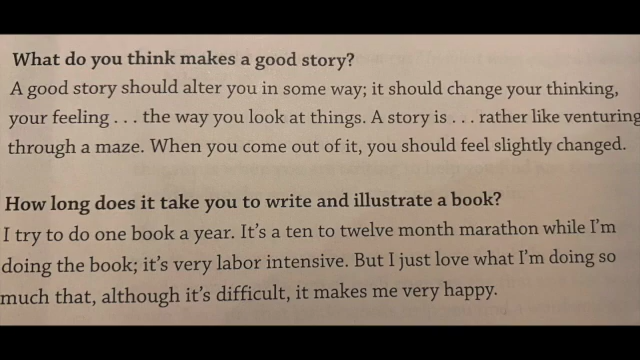 What do you think makes a good story?
A good story should alter you in some way; it should change your thinking,
your feeling . . . the way you look at things. A story is . . . rather like venturing
through a maze. When you come out of it, you should feel slightly changed.
How long does it take you to write and illustrate a book?
I try to do one book a year. It's a ten to twelve month marathon while I'm
doing the book; it's very labor intensive. But I just love what I'm doing so
much that, although it's difficult, it makes me very happy.